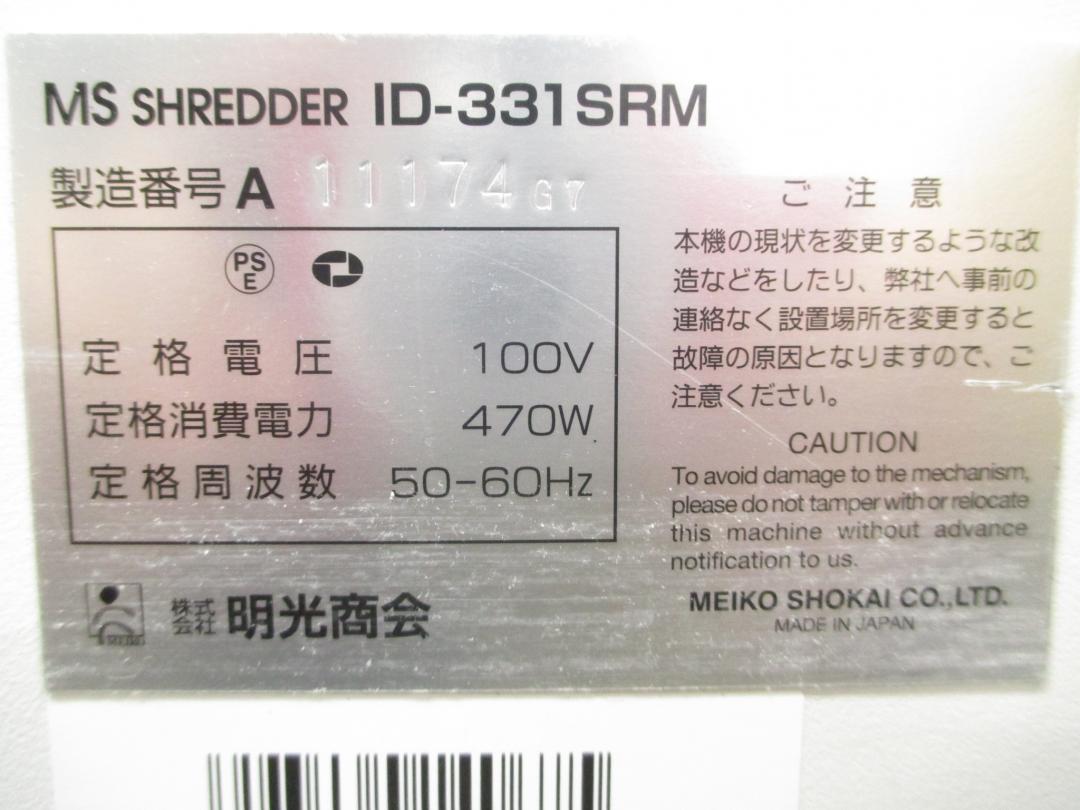 MS SHREDDER ID-331SRM
製造番号 A 11174 G7
PS
E
定格電圧 100V
定格消費電力 470W
定格周波数 50-60Hz
株式
会社 明光商会
ご注意
本機の現状を変更するような改
造などをしたり、弊社へ事前の
連絡なく設置場所を変更すると
故障の原因となりますので、ご
注意ください。
CAUTION
To avoid damage to the mechanism,
please do not tamper with or relocate
this machine without advance
notification to us.
MEIKO SHOKAI CO.,LTD.
MADE IN JAPAN